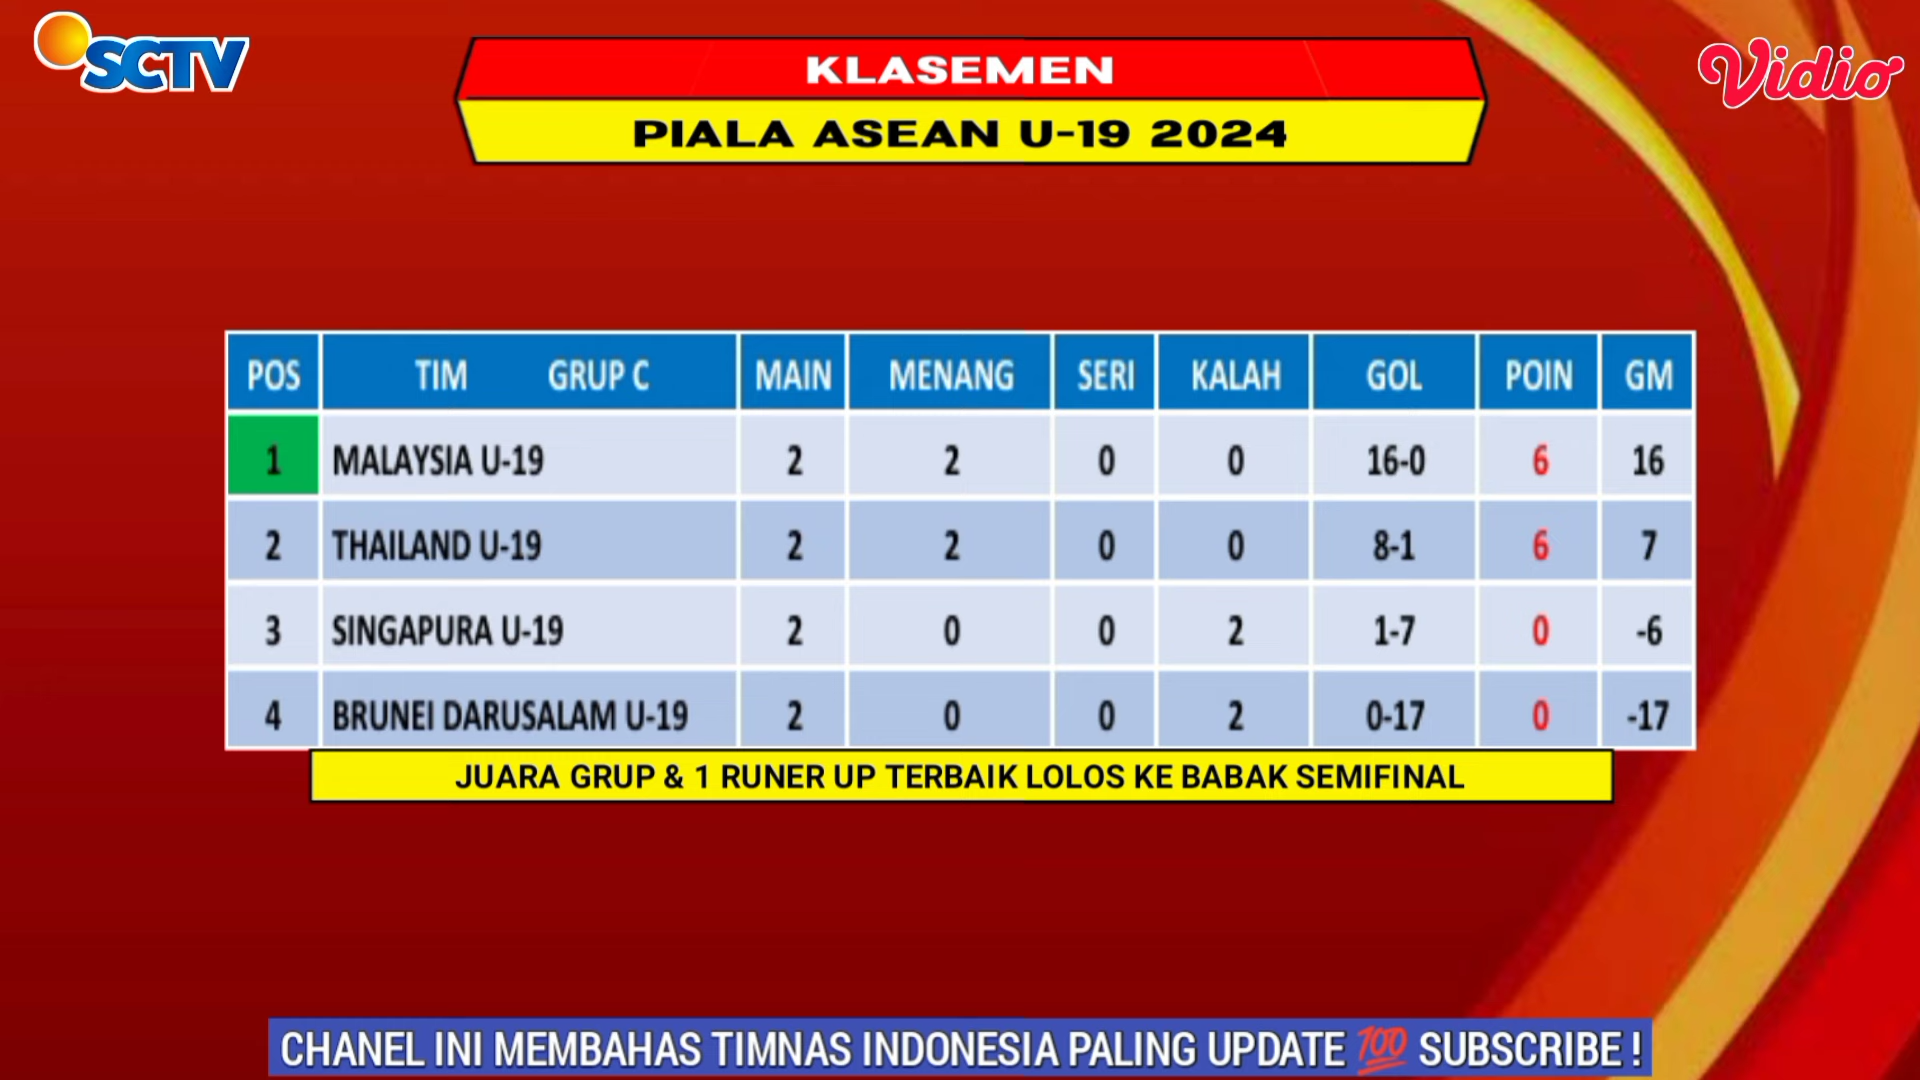 SCTV
KLASEMEN
Vidio
PIALA ASEAN U-19 2024
POS TIM GRUP C MAIN MENANG SERI KALAH GOL POIN GM
1 MALAYSIA U-19 2 2 0 0 16-0 6 16
2 THAILAND U-19 2 2 0 0 8-1 6 7
3 SINGAPURA U-19 2 0 0 2 1-7 0 -6
4 BRUNEI DARUSALAM U-19 2 0 0 2 0-17 0 -17
JUARA GRUP & 1 RUNER UP TERBAIK LOLOS KE BABAK SEMIFINAL
CHANEL INI MEMBAHAS TIMNAS INDONESIA PALING UPDATE 💯 SUBSCRIBE !